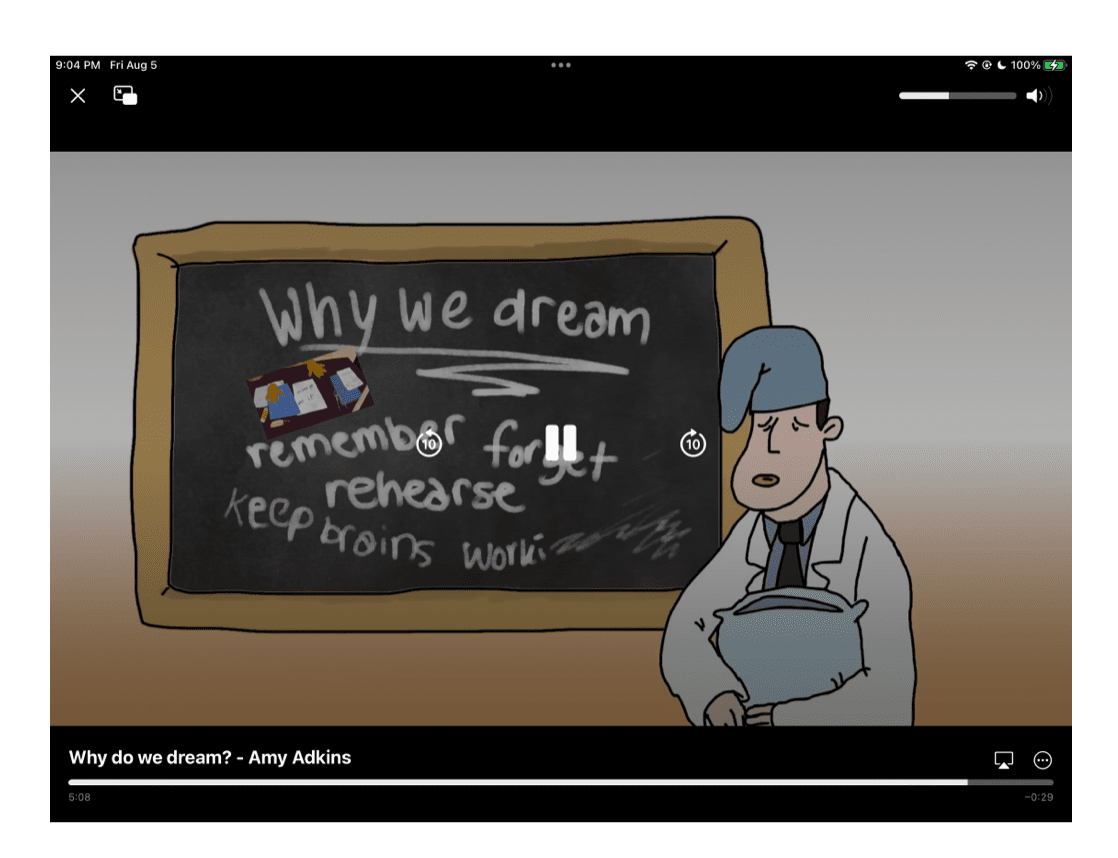 9:04 PM Fri Aug 5
100%
Why we dream
remember forget
rehearse
keep brains worki
10
10
Why do we dream? - Amy Adkins
5:08
-0:29